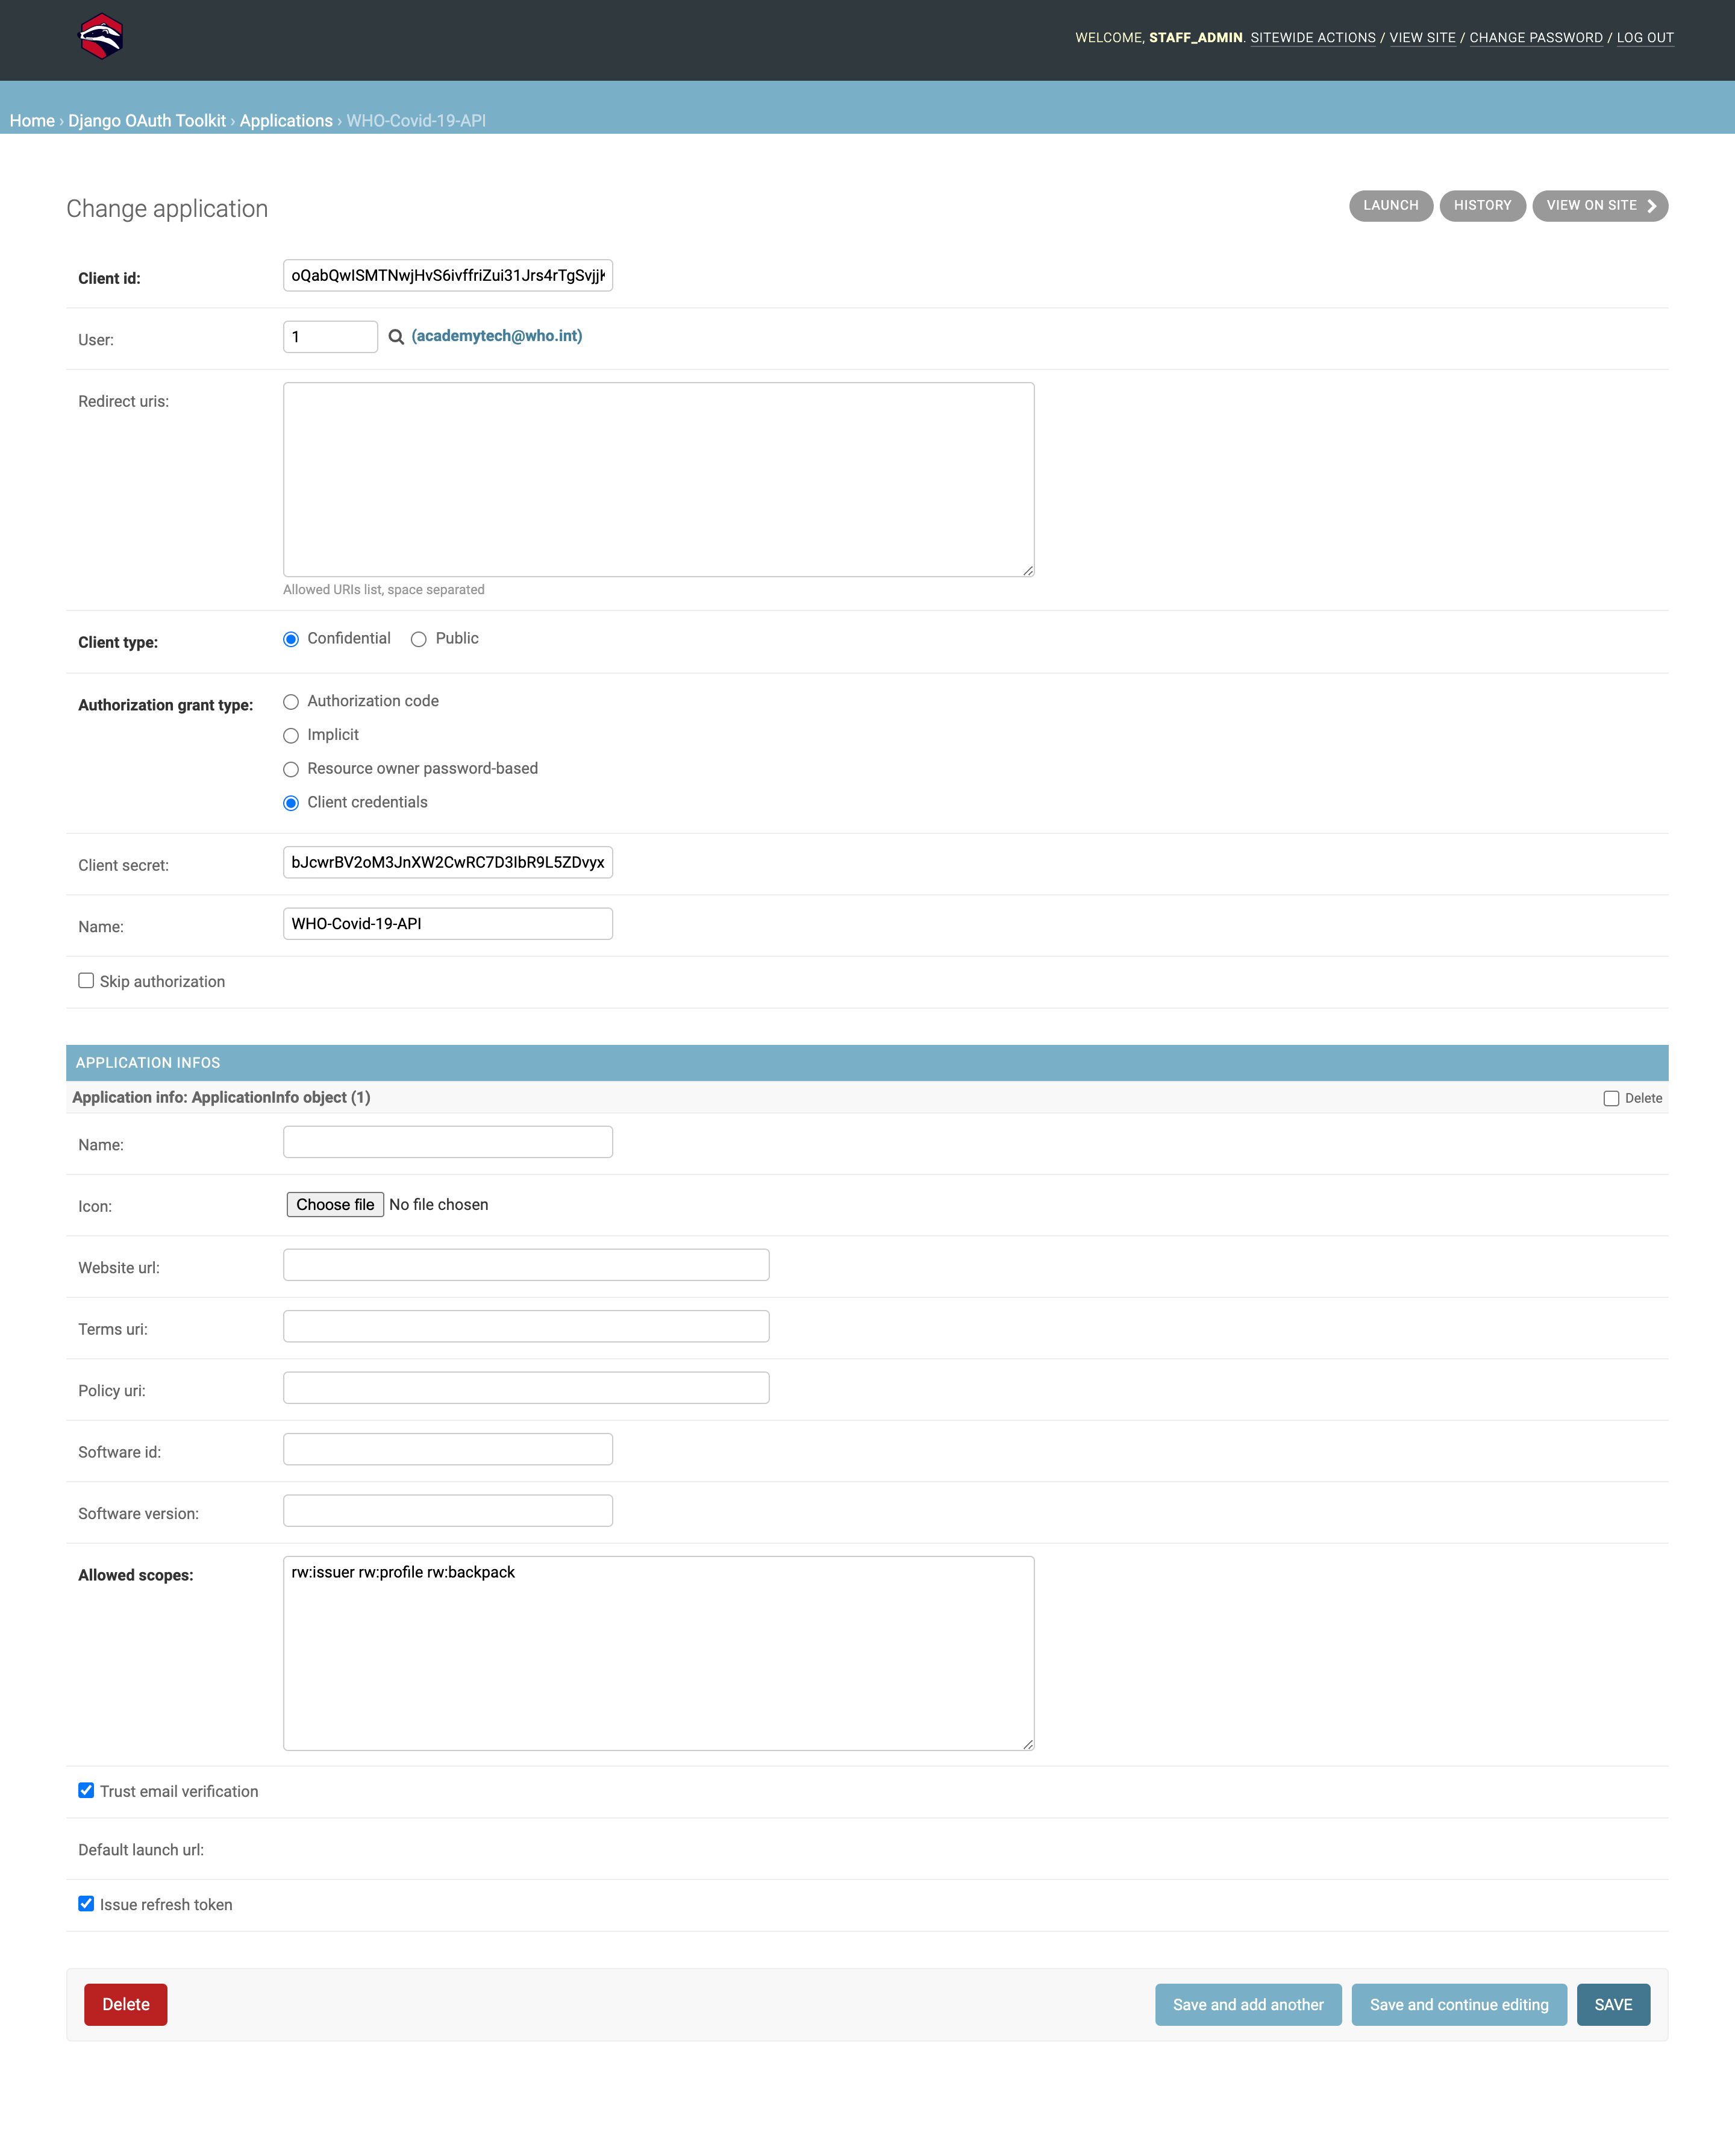 WELCOME, STAFF_ADMIN. SITEWIDE ACTIONS / VIEW SITE / CHANGE PASSWORD / LOG OUT
Home › Django OAuth Toolkit › Applications › WHO-Covid-19-API
Change application
LAUNCH HISTORY VIEW ON SITE
Client id: oQabQwISMTNwjHvS6ivffriZui31Jrs4rTgSvjjK
User: 1 (academytech@who.int)
Redirect uris:
Allowed URIs list, space separated
Client type: Confidential Public
Authorization grant type: Authorization code
Implicit
Resource owner password-based
Client credentials
Client secret: bJcwrBV2oM3JnXW2CwRC7D3IbR9L5ZDvyx
Name: WHO-Covid-19-API
Skip authorization
APPLICATION INFOS
Application info: ApplicationInfo object (1) Delete
Name:
Icon: Choose file No file chosen
Website url:
Terms uri:
Policy uri:
Software id:
Software version:
Allowed scopes: rw:issuer rw:profile rw:backpack
Trust email verification
Default launch url:
Issue refresh token
Delete Save and add another Save and continue editing SAVE